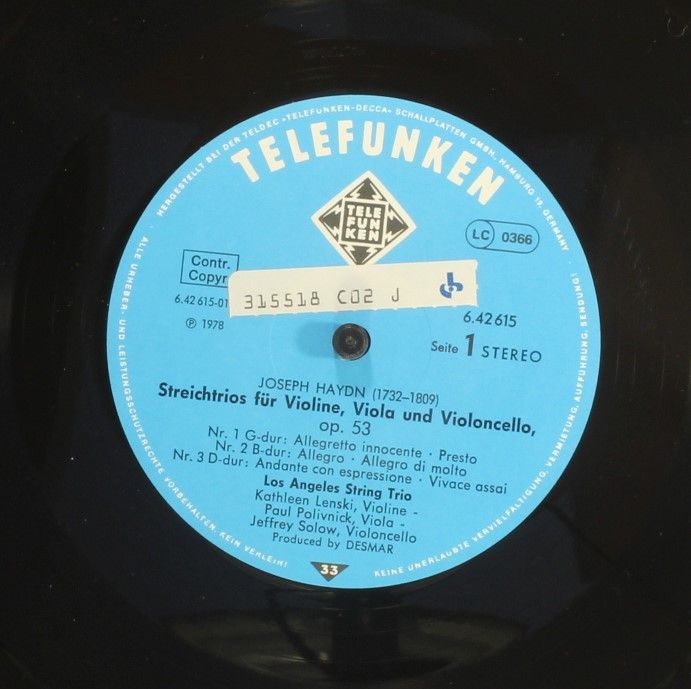 HERGESTELLT BEI DER TELDEC »TELEFUNKEN-DECCA« SCHALLPLATTEN GMBH, HAMBURG 19, GERMANY ·
TELEFUNKEN
TELE
FUN
KEN
LC 0366
Contr.
Copyr
6.42 615-01
℗ 1978
315518 C02 J
6.42615
Seite 1 STEREO
JOSEPH HAYDN (1732–1809)
Streichtrios für Violine, Viola und Violoncello,
op. 53
Nr. 1 G-dur: Allegretto innocente · Presto
Nr. 2 B-dur: Allegro · Allegro di molto
Nr. 3 D-dur: Andante con espressione · Vivace assai
Los Angeles String Trio
Kathleen Lenski, Violine -
Paul Polivnick, Viola -
Jeffrey Solow, Violoncello
Produced by DESMAR
33
· ALLE URHEBER- UND LEISTUNGSSCHUTZRECHTE VORBEHALTEN. KEIN VERLEIH!
KEINE UNERLAUBTE VERVIELFÄLTIGUNG, VERMIETUNG, AUFFÜHRUNG, SENDUNG!